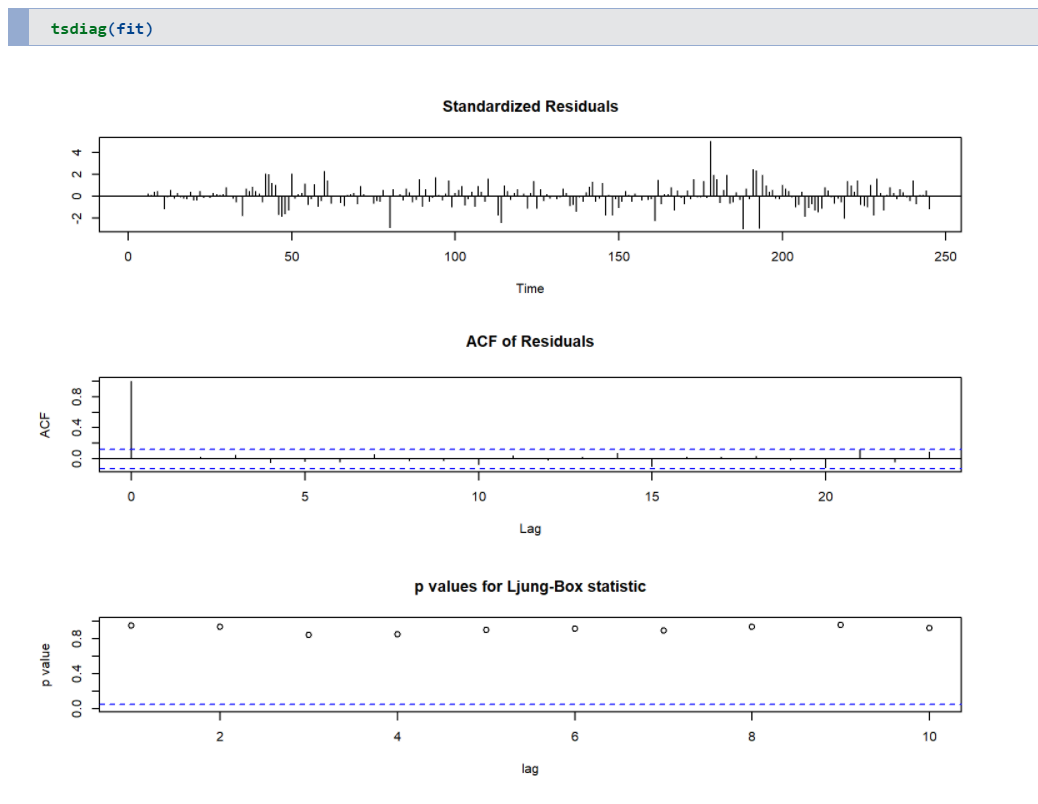 tsdiag(fit)
Standardized Residuals
4
2
0
-2
0 50 100 150 200 250
Time
ACF of Residuals
ACF
0.8
0.4
0.0
0 5 10 15 20
Lag
p values for Ljung-Box statistic
p value
0.8
0.4
0.0
2 4 6 8 10
lag